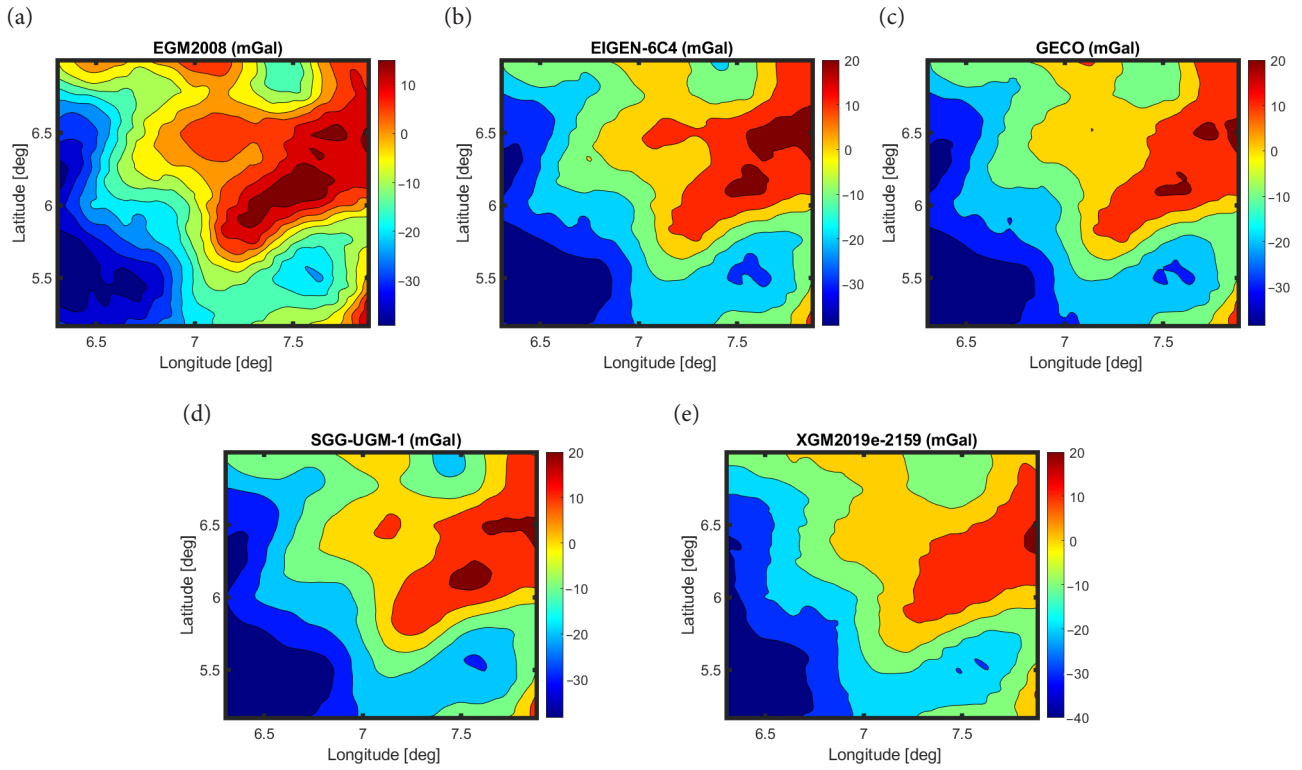 (a)
EGM2008 (mGal)
6.5
6
5.5
Latitude [deg]
6.5 7 7.5
Longitude [deg]
10
0
−10
−20
−30
(b)
EIGEN-6C4 (mGal)
6.5
6
5.5
Latitude [deg]
6.5 7 7.5
Longitude [deg]
20
10
0
−10
−20
−30
(c)
GECO (mGal)
6.5
6
5.5
Latitude [deg]
6.5 7 7.5
Longitude [deg]
20
10
0
−10
−20
−30
(d)
SGG-UGM-1 (mGal)
6.5
6
5.5
Latitude [deg]
6.5 7 7.5
Longitude [deg]
20
10
0
−10
−20
−30
(e)
XGM2019e-2159 (mGal)
6.5
6
5.5
Latitude [deg]
6.5 7 7.5
Longitude [deg]
20
10
0
−10
−20
−30
−40